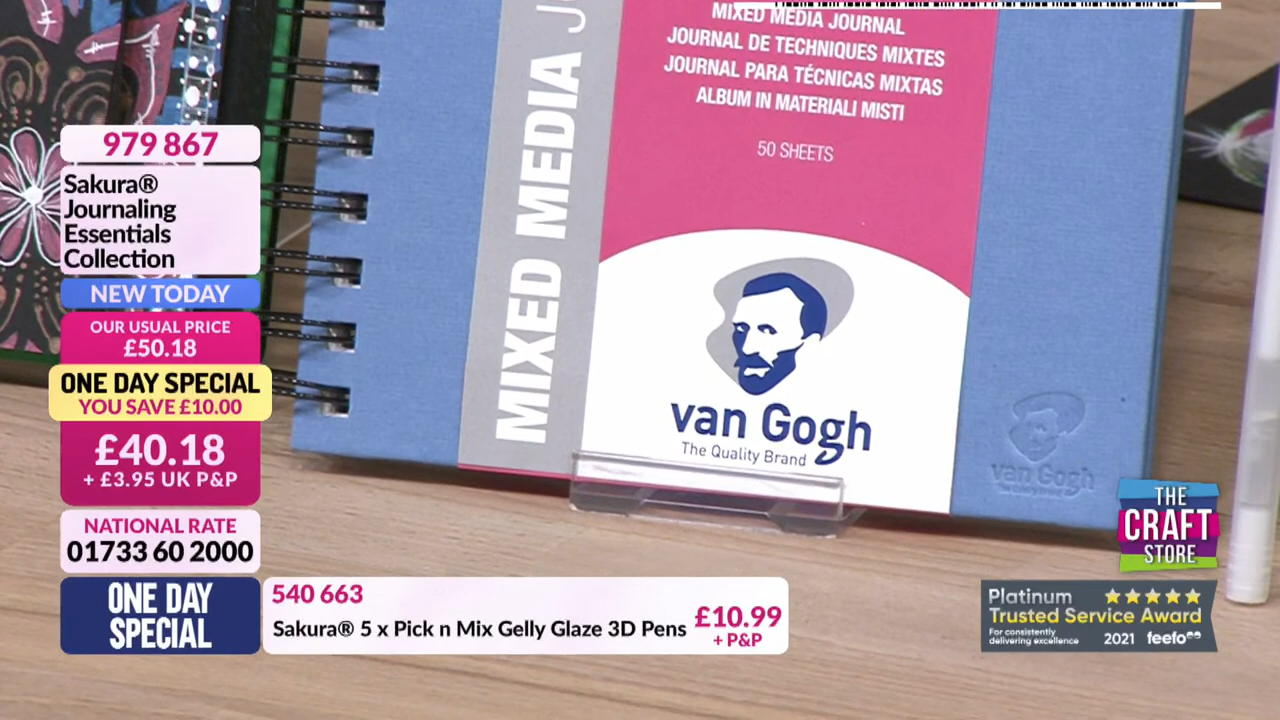 979 867
Sakura®
Journaling
Essentials
Collection
NEW TODAY
OUR USUAL PRICE
£50.18
ONE DAY SPECIAL
YOU SAVE £10.00
£40.18
+ £3.95 UK P&P
NATIONAL RATE
01733 60 2000
ONE DAY
SPECIAL
540 663
Sakura® 5 x Pick n Mix Gelly Glaze 3D Pens
£10.99
+ P&P
MIXED MEDIA
MIXED MEDIA JOURNAL
JOURNAL DE TECHNIQUES MIXTES
JOURNAL PARA TÉCNICAS MIXTAS
ALBUM IN MATERIALI MISTI
50 SHEETS
van Gogh
The Quality Brand
van Gogh
THE
CRAFT
STORE
Platinum
Trusted Service Award
For consistently
delivering excellence
2021 feefo